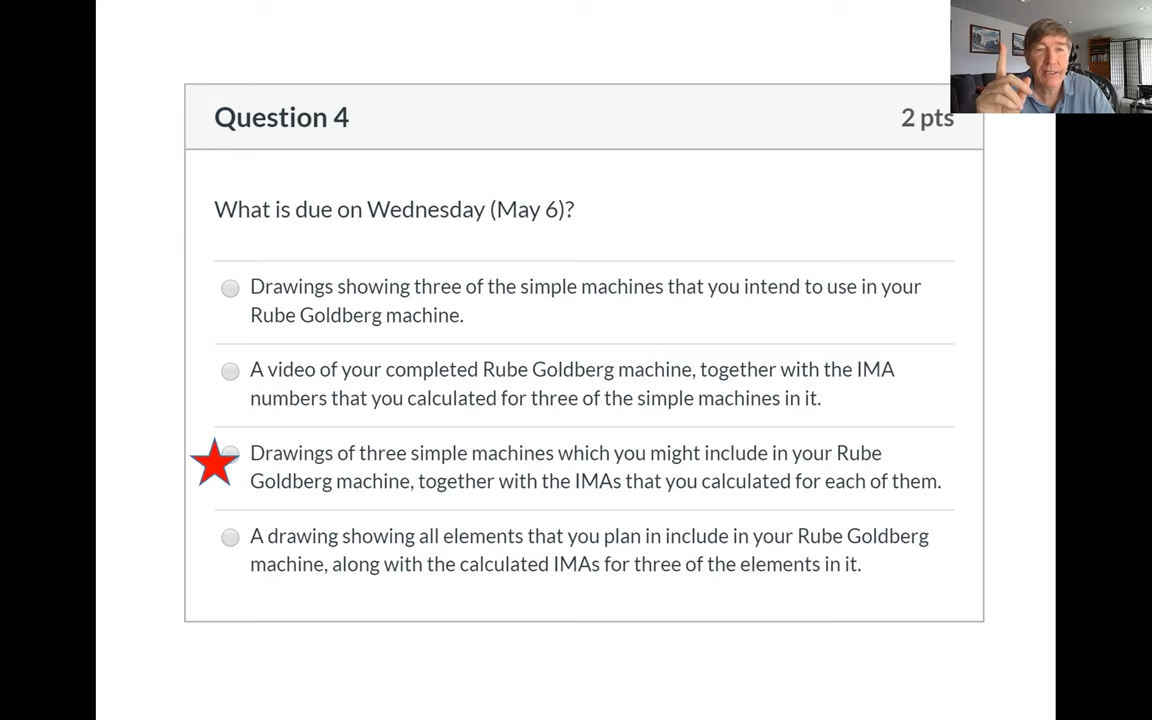 Question 4
2 pts
What is due on Wednesday (May 6)?
Drawings showing three of the simple machines that you intend to use in your
Rube Goldberg machine.
A video of your completed Rube Goldberg machine, together with the IMA
numbers that you calculated for three of the simple machines in it.
Drawings of three simple machines which you might include in your Rube
Goldberg machine, together with the IMAs that you calculated for each of them.
A drawing showing all elements that you plan in include in your Rube Goldberg
machine, along with the calculated IMAs for three of the elements in it.